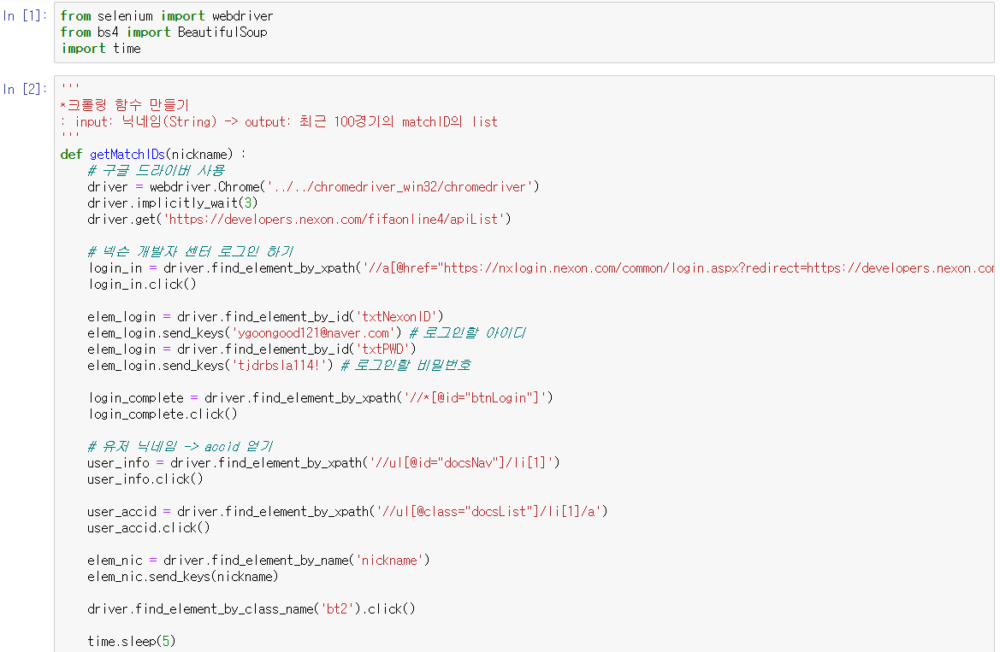 In [1]:
from selenium import webdriver
from bs4 import BeautifulSoup
import time
In [2]:
'''
*크롤링 함수 만들기
: input: 닉네임(String) -> output: 최근 100경기의 matchID의 list
'''
def getMatchIDs(nickname) :
# 구글 드라이버 사용
driver = webdriver.Chrome('../../chromedriver_win32/chromedriver')
driver.implicitly_wait(3)
driver.get('https://developers.nexon.com/fifaonline4/apiList')
# 넥슨 개발자 센터 로그인 하기
login_in = driver.find_element_by_xpath('//a[@href="https://nxlogin.nexon.com/common/login.aspx?redirect=https://developers.nexon.com
login_in.click()
elem_login = driver.find_element_by_id('txtNexonID')
elem_login.send_keys('ygoongood121@naver.com') # 로그인할 아이디
elem_login = driver.find_element_by_id('txtPWD')
elem_login.send_keys('tjdrbsla114!') # 로그인할 비밀번호
login_complete = driver.find_element_by_xpath('//*[@id="btnLogin"]')
login_complete.click()
# 유저 닉네임 -> accid 얻기
user_info = driver.find_element_by_xpath('//ul[@id="docsNav"]/li[1]')
user_info.click()
user_accid = driver.find_element_by_xpath('//ul[@class="docsList"]/li[1]/a')
user_accid.click()
elem_nic = driver.find_element_by_name('nickname')
elem_nic.send_keys(nickname)
driver.find_element_by_class_name('bt2').click()
time.sleep(5)